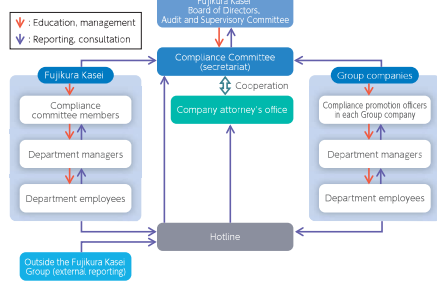 Fujikura Kasei
Board of Directors,
Audit and Supervisory Committee
: Education, management
: Reporting, consultation
Compliance Committee
(secretariat)
Fujikura Kasei
Group companies
Cooperation
Compliance
committee members
Company attorney's office
Compliance promotion officers
in each Group company
Department managers
Department managers
Department employees
Department employees
Hotline
Outside the Fujikura Kasei
Group (external reporting)